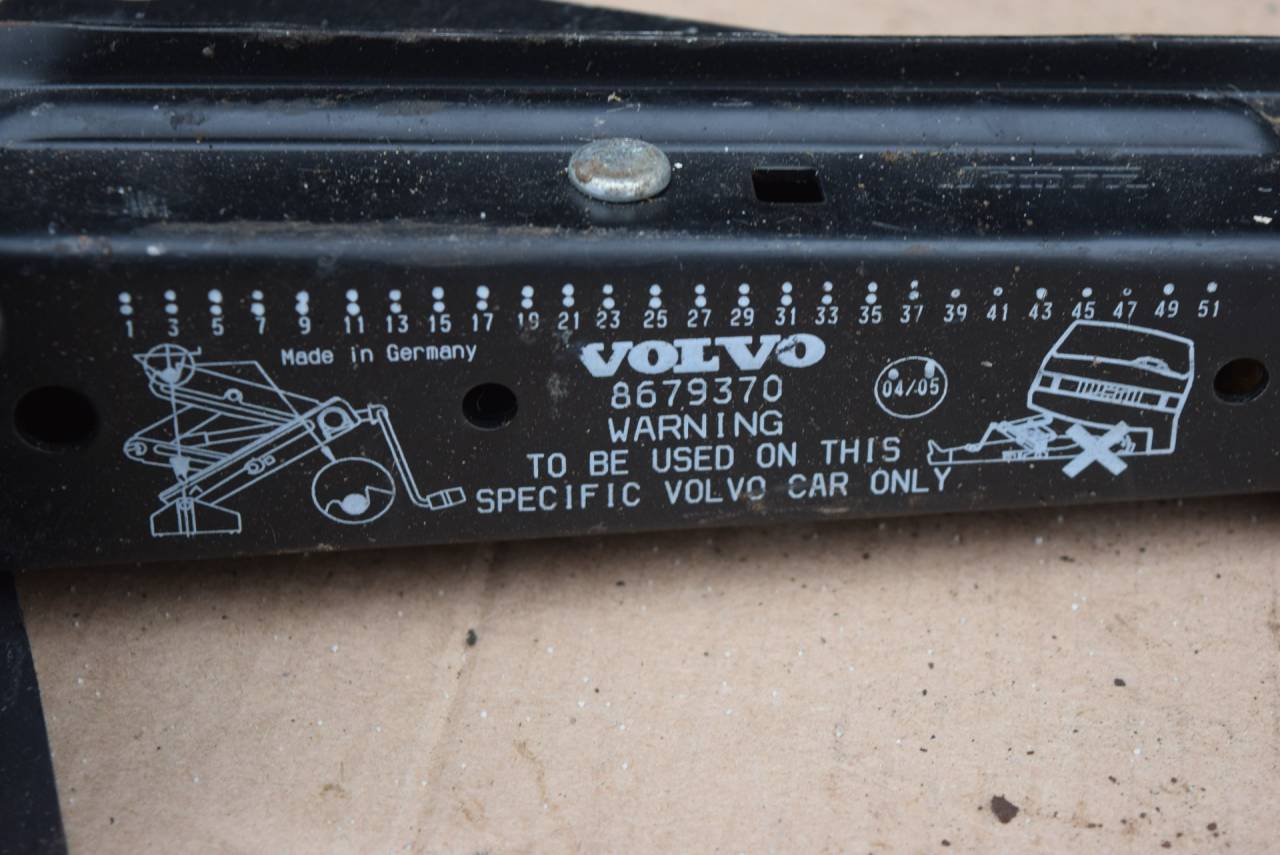 1 3 5 7 9 11 13 15 17 19 21 23 25 27 29 31 33 35 37 39 41 43 45 47 49 51
Made in Germany
VOLVO
8679370
04/05
WARNING
TO BE USED ON THIS
SPECIFIC VOLVO CAR ONLY